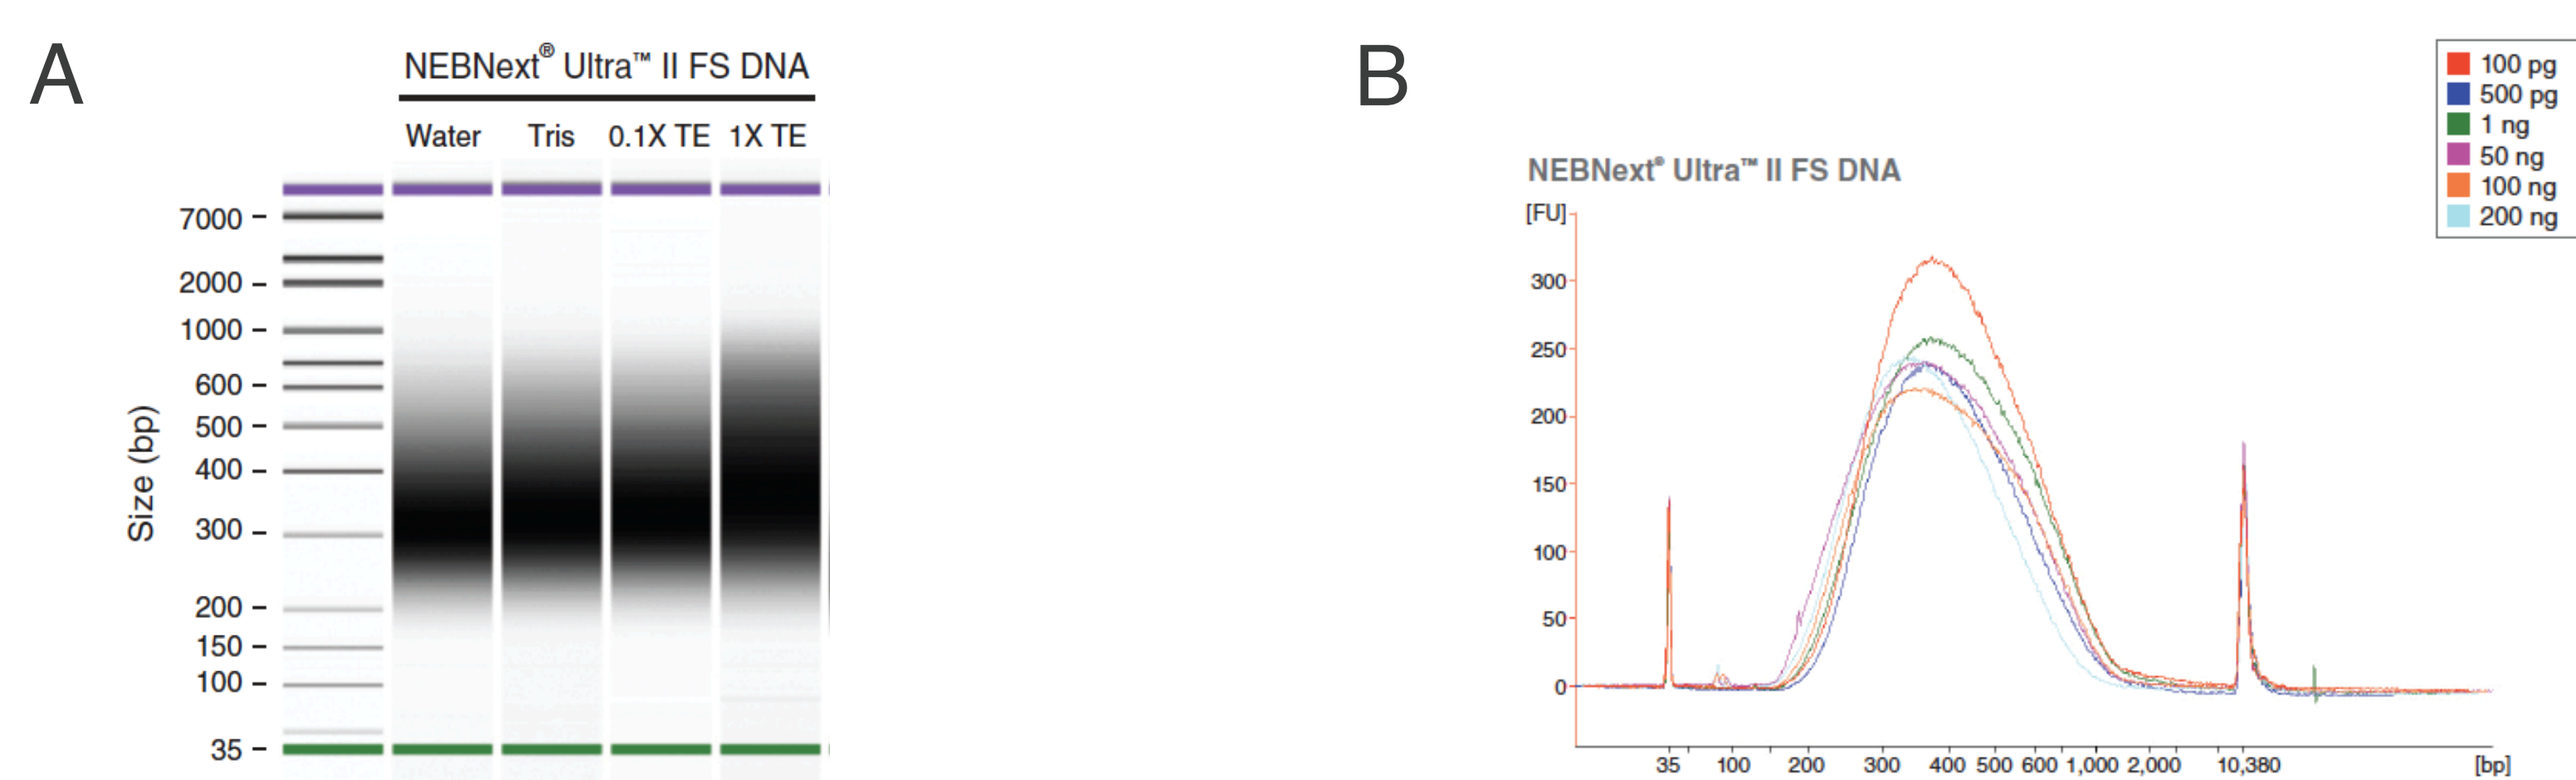 A
NEBNext® Ultra™ II FS DNA
Water Tris 0.1X TE 1X TE
7000
2000
1000
600
500
400
300
200
150
100
35
Size (bp)
B
100 pg
500 pg
1 ng
50 ng
100 ng
200 ng
NEBNext® Ultra™ II FS DNA
[FU]
300
250
200
150
100
50
0
35 100 200 300 400 500 600 1,000 2,000 10,380 [bp]